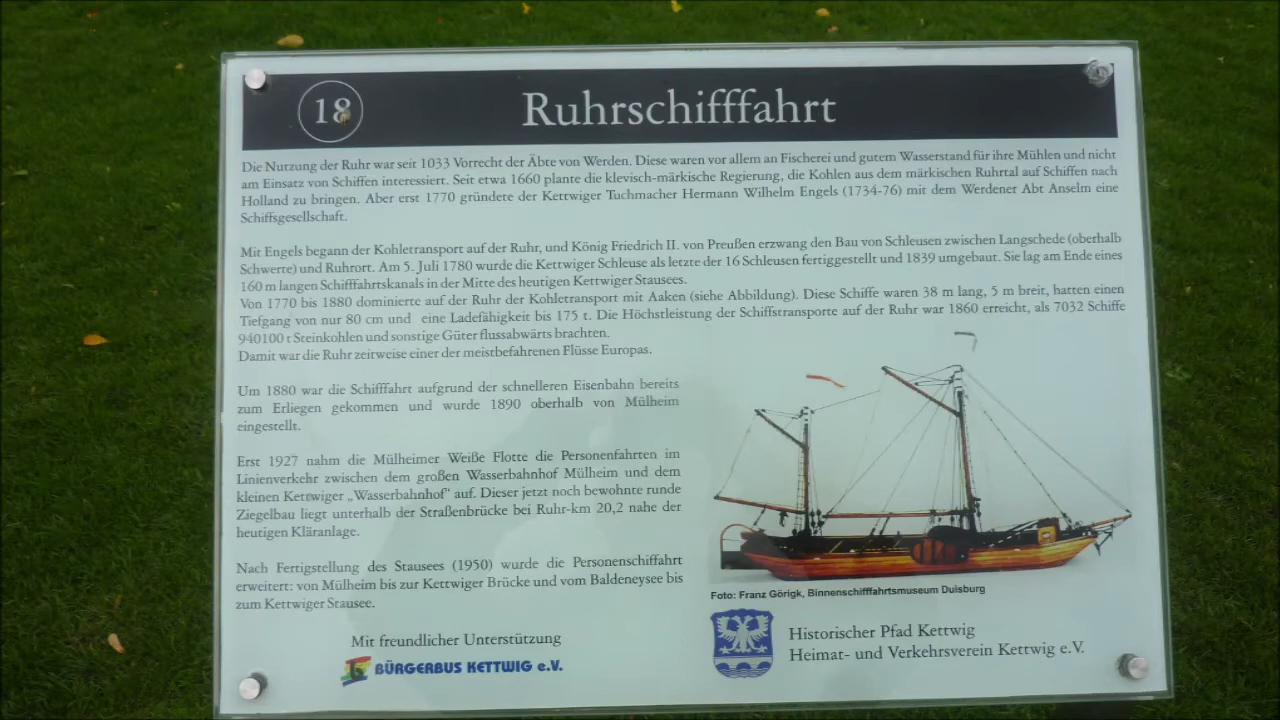 18
Ruhrschifffahrt
Die Nutzung der Ruhr war seit 1033 Vorrecht der Äbte von Werden. Diese waren vor allem an Fischerei und gutem Wasserstand für ihre Mühlen und nicht
am Einsatz von Schiffen interessiert. Seit etwa 1660 plante die klevisch-märkische Regierung, die Kohlen aus dem märkischen Ruhrtal auf Schiffen nach
Holland zu bringen. Aber erst 1770 gründete der Kettwiger Tuchmacher Hermann Wilhelm Engels (1734-76) mit dem Werdener Abt Anselm eine
Schiffsgesellschaft.
Mit Engels begann der Kohletransport auf der Ruhr, und König Friedrich II. von Preußen erzwang den Bau von Schleusen zwischen Langschede (oberhalb
Schwerte) und Ruhrort. Am 5. Juli 1780 wurde die Kettwiger Schleuse als letzte der 16 Schleusen fertiggestellt und 1839 umgebaut. Sie lag am Ende eines
160 m langen Schifffahrtskanals in der Mitte des heutigen Kettwiger Stausees.
Von 1770 bis 1880 dominierte auf der Ruhr der Kohletransport mit Aaken (siehe Abbildung). Diese Schiffe waren 38 m lang, 5 m breit, hatten einen
Tiefgang von nur 80 cm und eine Ladefähigkeit bis 175 t. Die Höchstleistung der Schiffstransporte auf der Ruhr war 1860 erreicht, als 7032 Schiffe
940100 t Steinkohlen und sonstige Güter flussabwärts brachten.
Damit war die Ruhr zeitweise einer der meistbefahrenen Flüsse Europas.
Um 1880 war die Schifffahrt aufgrund der schnelleren Eisenbahn bereits
zum Erliegen gekommen und wurde 1890 oberhalb von Mülheim
eingestellt.
Erst 1927 nahm die Mülheimer Weiße Flotte die Personenfahrten im
Linienverkehr zwischen dem großen Wasserbahnhof Mülheim und dem
kleinen Kettwiger „Wasserbahnhof“ auf. Dieser jetzt noch bewohnte runde
Ziegelbau liegt unterhalb der Straßenbrücke bei Ruhr-km 20,2 nahe der
heutigen Kläranlage.
Nach Fertigstellung des Stausees (1950) wurde die Personenschiffahrt
erweitert: von Mülheim bis zur Kettwiger Brücke und vom Baldeneysee bis
zum Kettwiger Stausee.
Foto: Franz Görigk, Binnenschifffahrtsmuseum Duisburg
Mit freundlicher Unterstützung
BÜRGERBUS KETTWIG e.V.
Historischer Pfad Kettwig
Heimat- und Verkehrsverein Kettwig e.V.